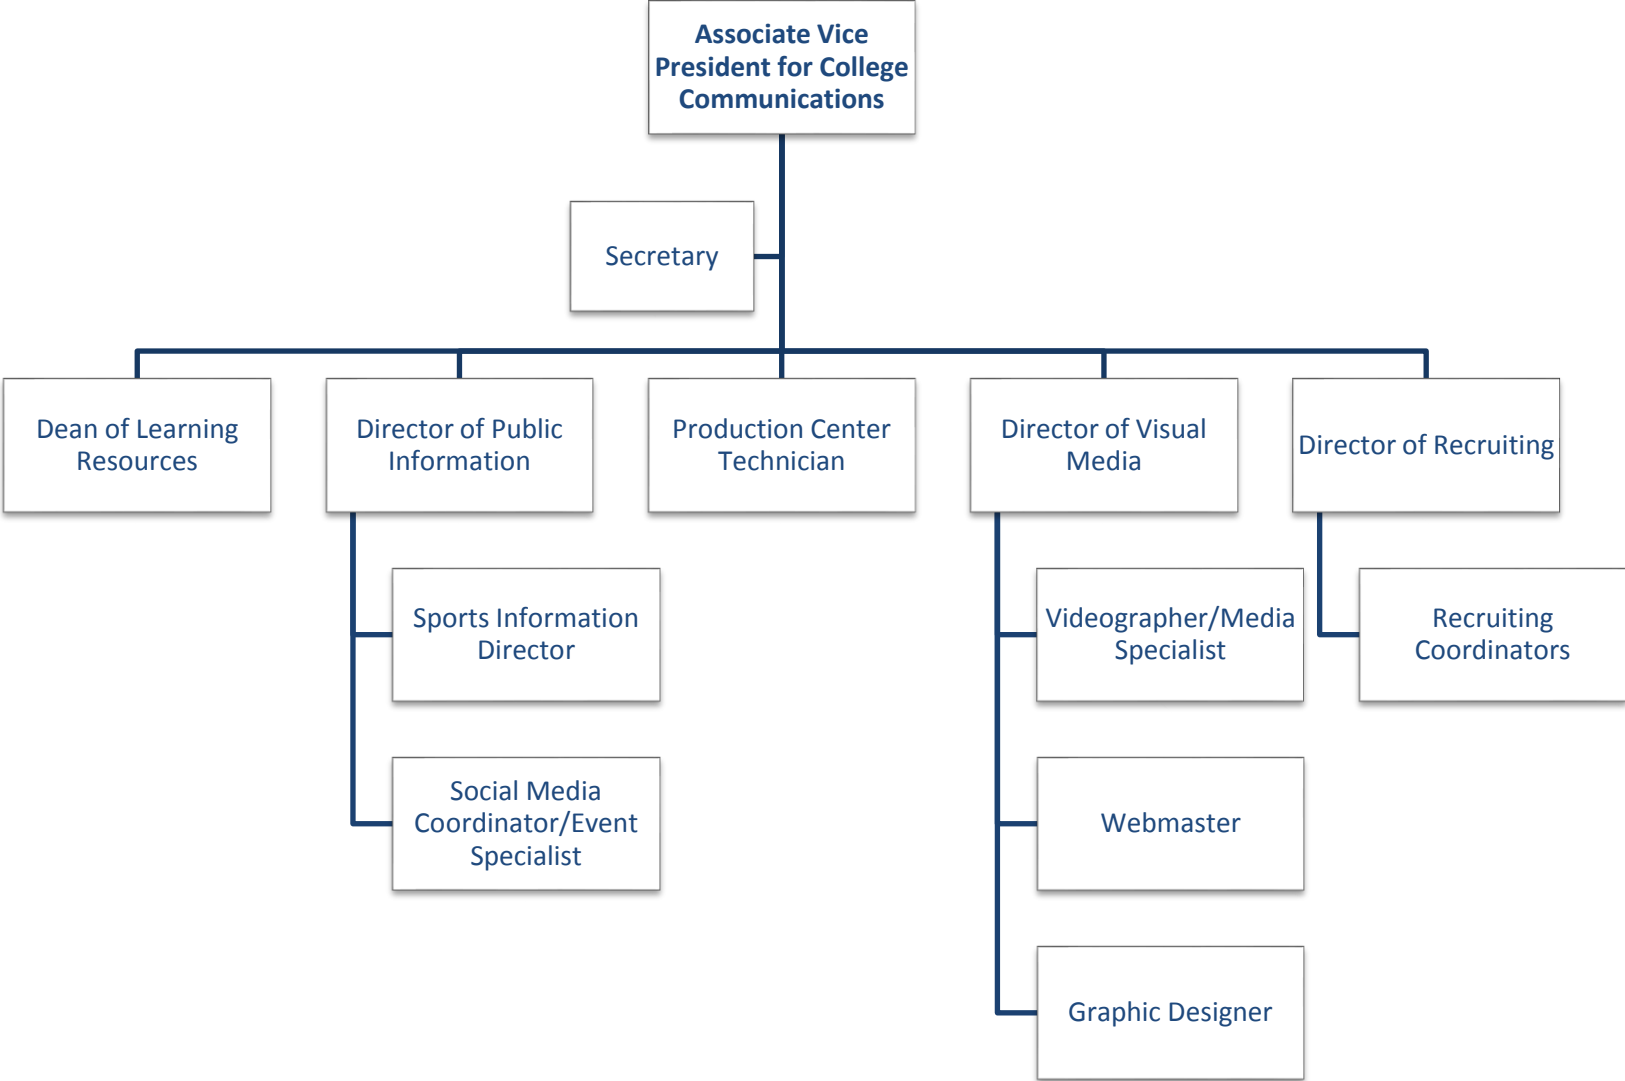 Associate Vice
President for College
Communications
Secretary
Dean of Learning
Resources
Director of Public
Information
Production Center
Technician
Director of Visual
Media
Director of Recruiting
Sports Information
Director
Videographer/Media
Specialist
Recruiting
Coordinators
Social Media
Coordinator/Event
Specialist
Webmaster
Graphic Designer